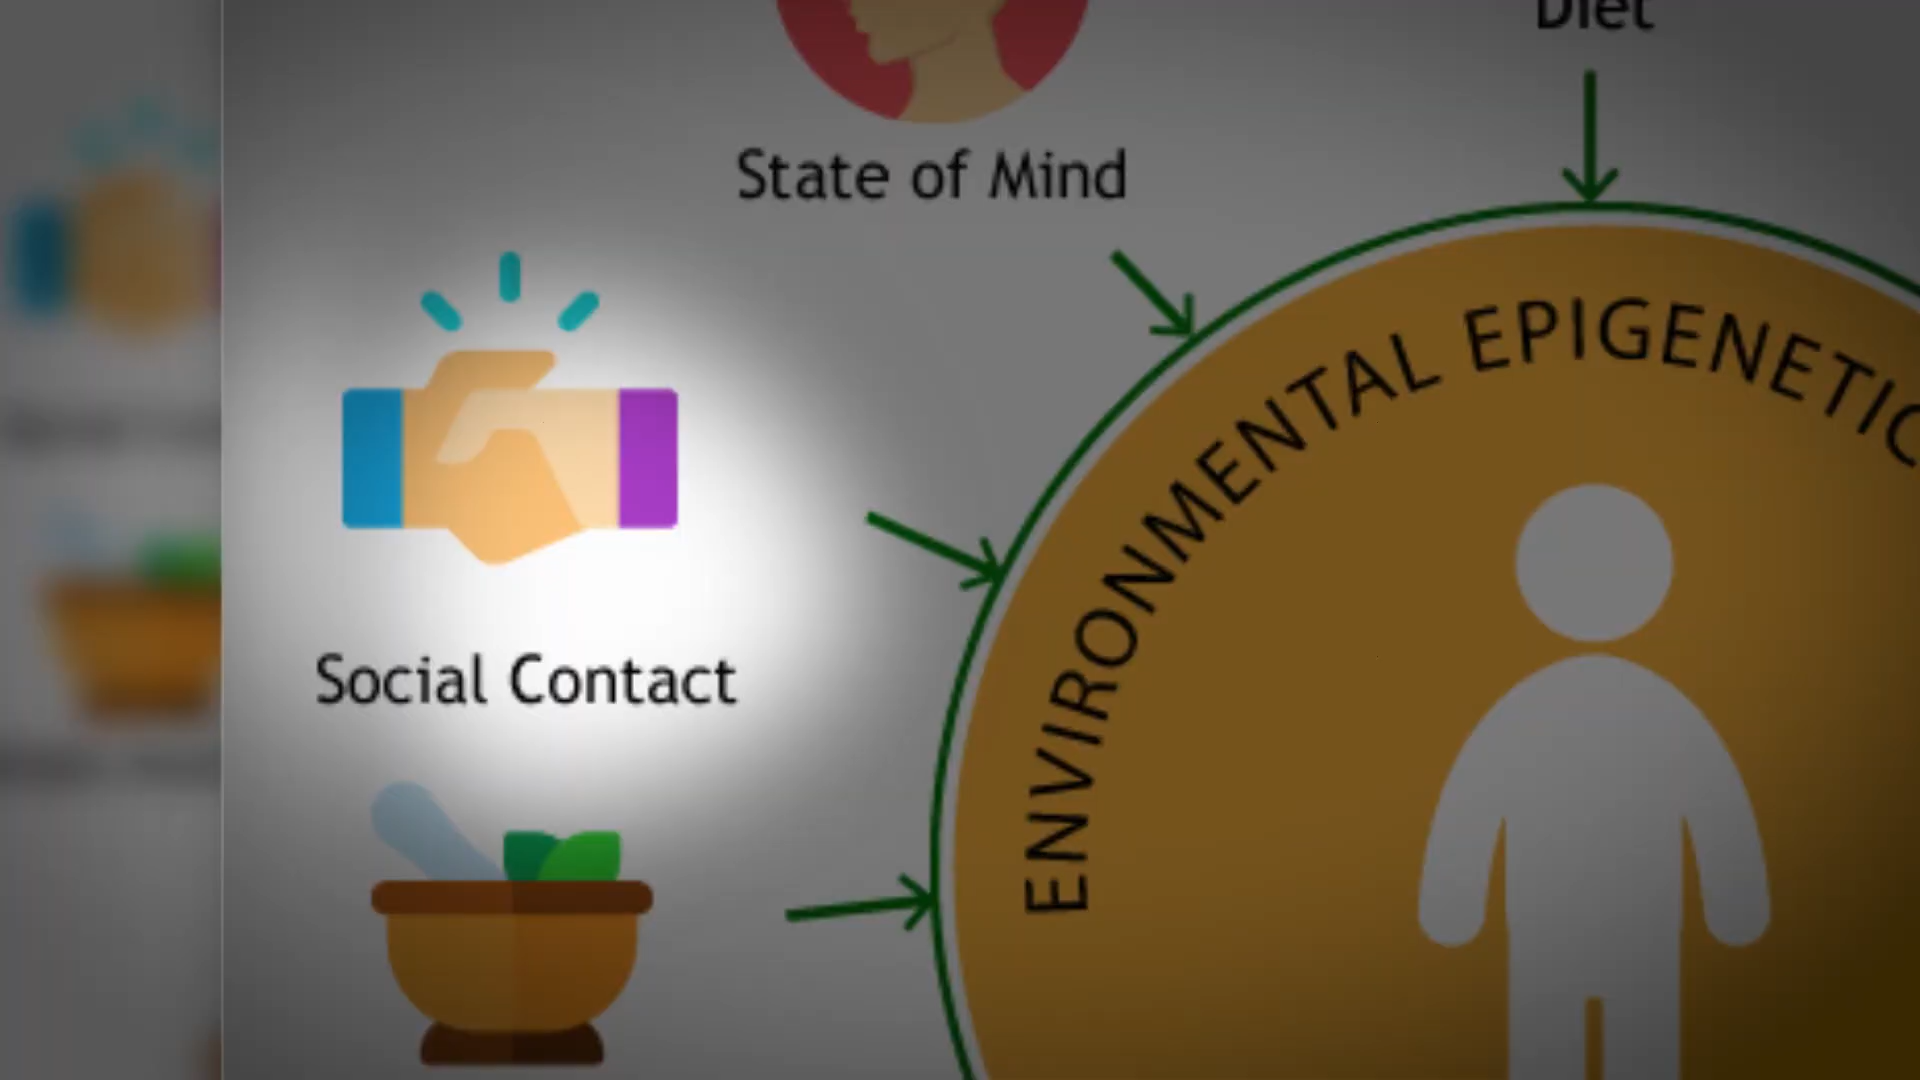 Diet
State of Mind
ENVIRONMENTAL EPIGENETIC
Social Contact